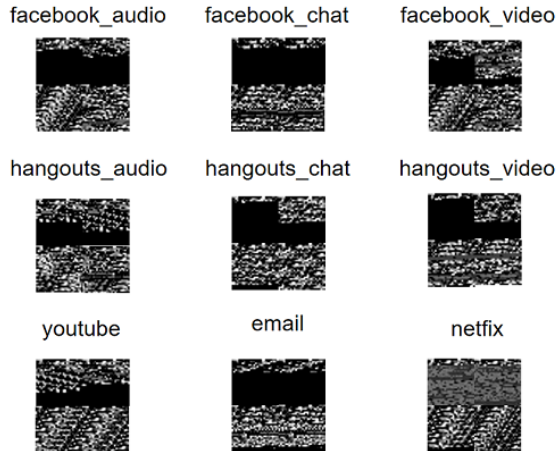 facebook_audio
facebook_chat
facebook_video
hangouts_audio
hangouts_chat
hangouts_video
youtube
email
netfix